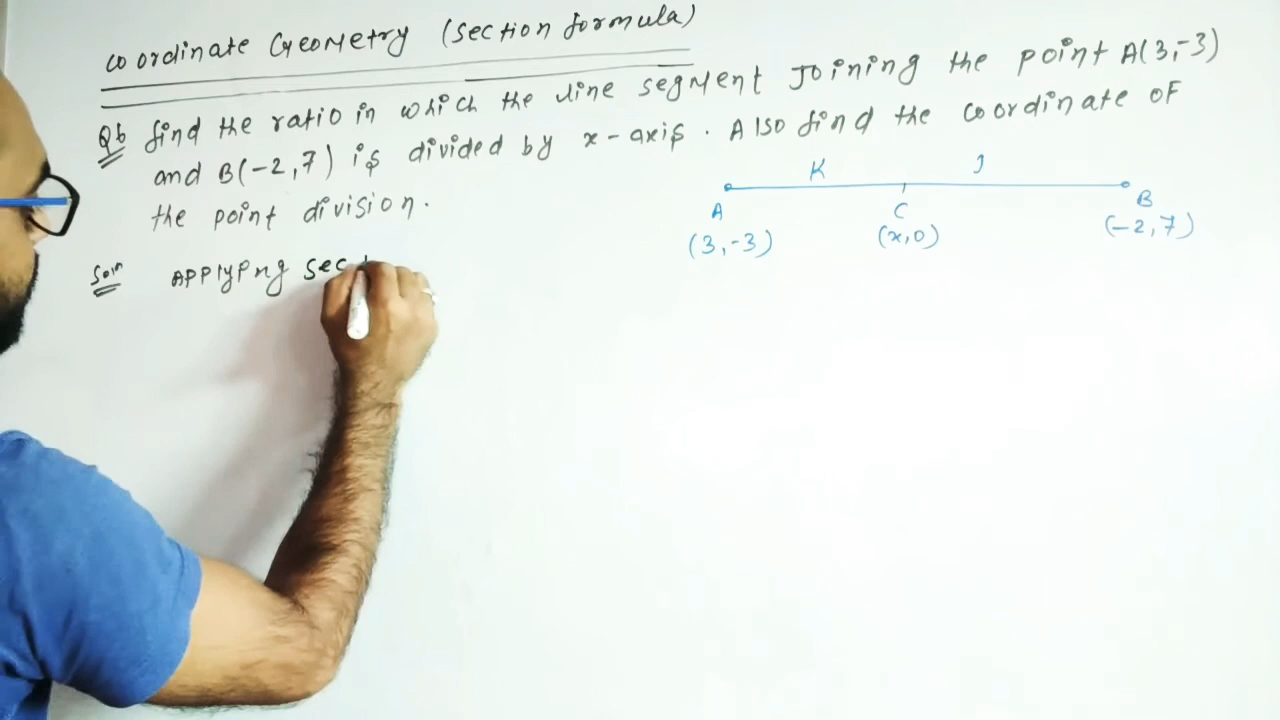 Coordinate Geometry (Section formula)
Q6 find the ratio in which the line segment Joining the point A(3,-3)
and B(-2,7) is divided by x-axis. Also find the coordinate of
the point division.
K 1
A C B
(3,-3) (x,0) (-2,7)
Soln Applying sect